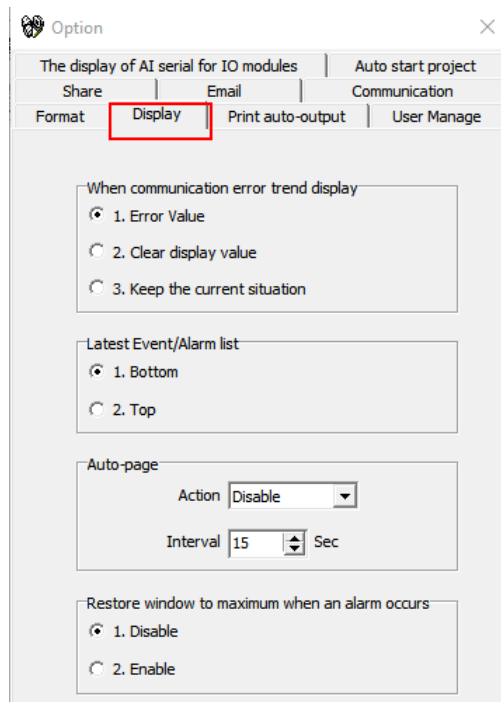 Option
The display of AI serial for IO modules Auto start project
Share Email Communication
Format Display Print auto-output User Manage
When communication error trend display
1. Error Value
2. Clear display value
3. Keep the current situation
Latest Event/Alarm list
1. Bottom
2. Top
Auto-page
Action Disable
Interval 15 Sec
Restore window to maximum when an alarm occurs
1. Disable
2. Enable